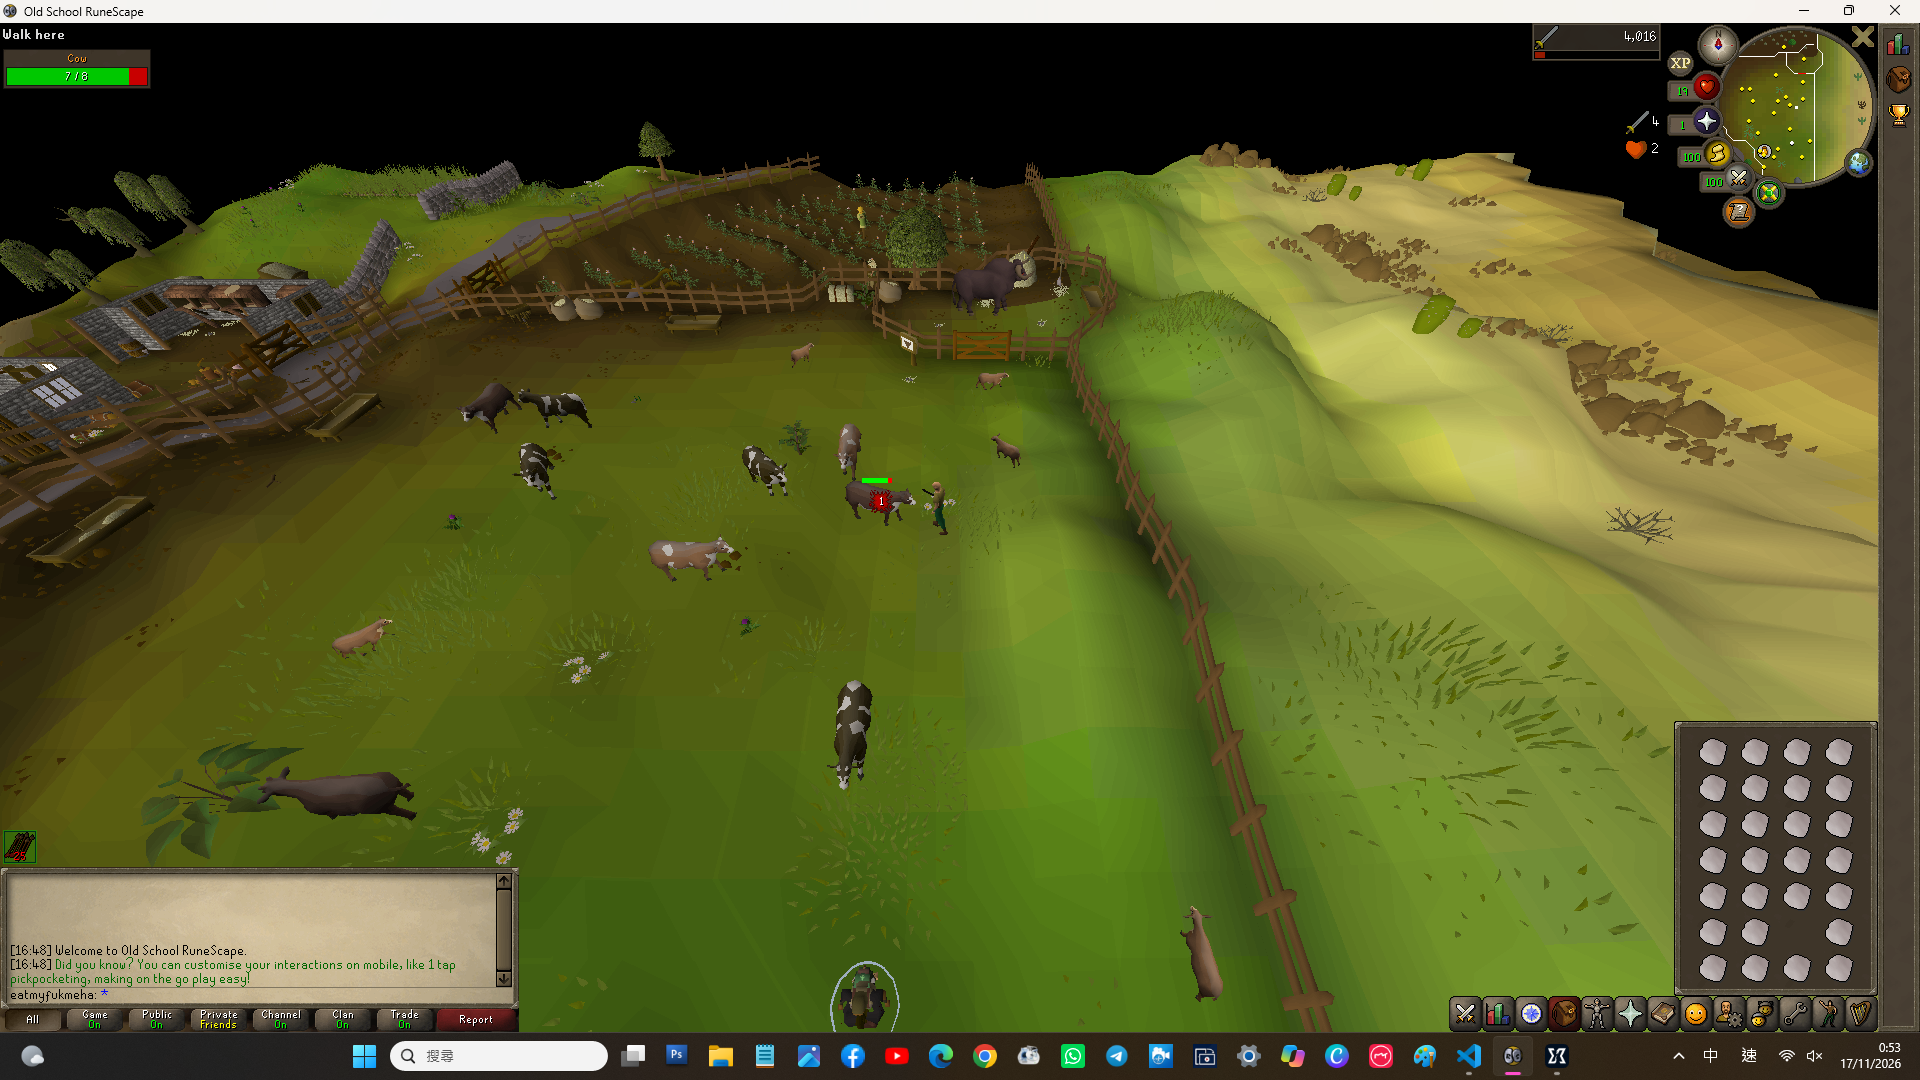 Old School RuneScape
Walk here
Cow
7 / 8
4,016
N
XP
19
4
1
2
100
100
1
[16:48] Welcome to Old School RuneScape.
[16:48] Did you know? You can customise your interactions on mobile, like 1 tap
pickpocketing, making on the go play easy!
eatmyfukmeha: *
All
Game
On
Public
On
Private
Friends
Channel
On
Clan
On
Trade
On
Report
搜尋
Ps
中
速
0:53
17/11/2026